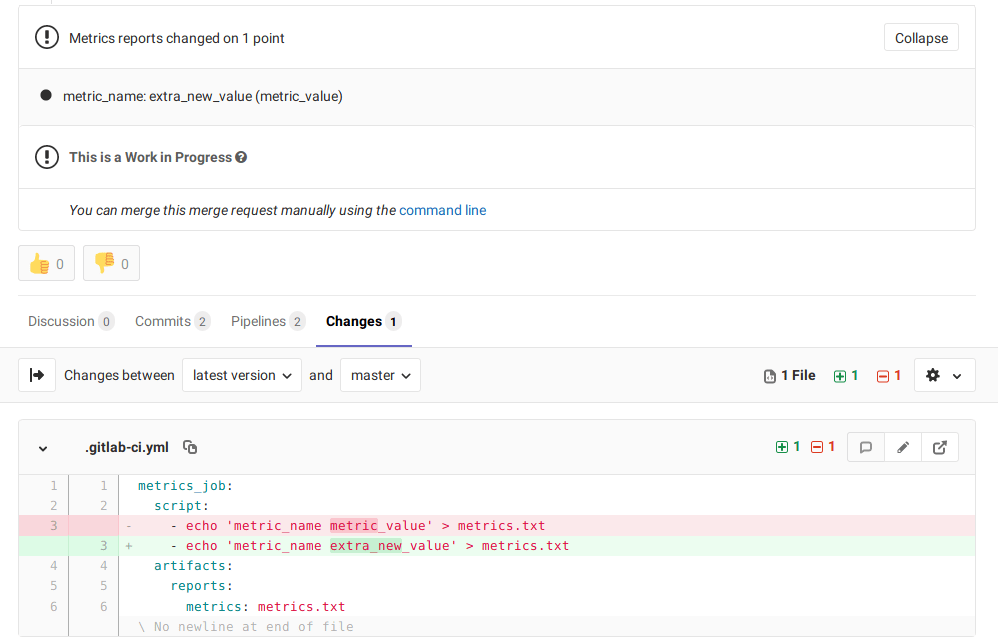 Metrics reports changed on 1 point
Collapse
metric_name: extra_new_value (metric_value)
This is a Work in Progress
You can merge this merge request manually using the command line
0 0
Discussion 0 Commits 2 Pipelines 2 Changes 1
Changes between latest version and master 1 File 1 1
.gitlab-ci.yml 1 1
1 1 metrics_job:
2 2 script:
3 - - echo 'metric_name metric_value' > metrics.txt
3 + - echo 'metric_name extra_new_value' > metrics.txt
4 4 artifacts:
5 5 reports:
6 6 metrics: metrics.txt
\ No newline at end of file